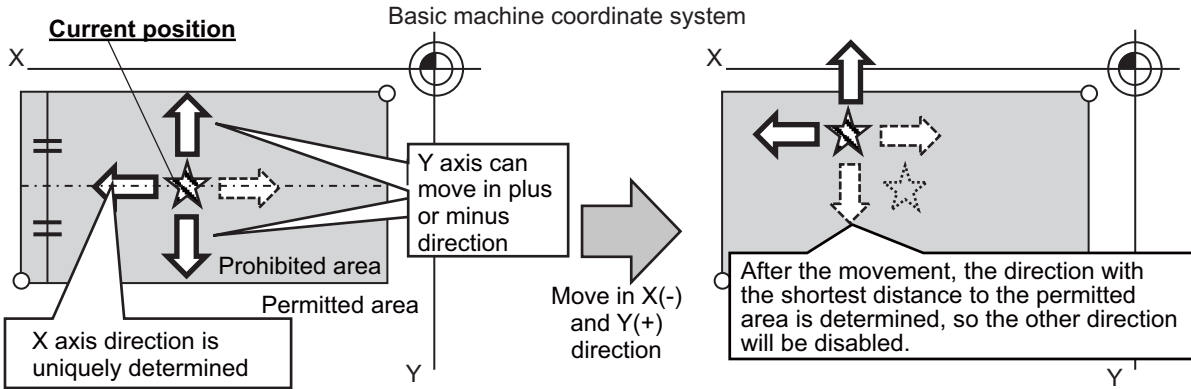 Basic machine coordinate system
Current position
X
Y axis can
move in plus
or minus
direction
Prohibited area
Permitted area
X axis direction is
uniquely determined
Y
Move in X(-)
and Y(+)
direction
X
After the movement, the direction with
the shortest distance to the permitted
area is determined, so the other direction
will be disabled.
Y